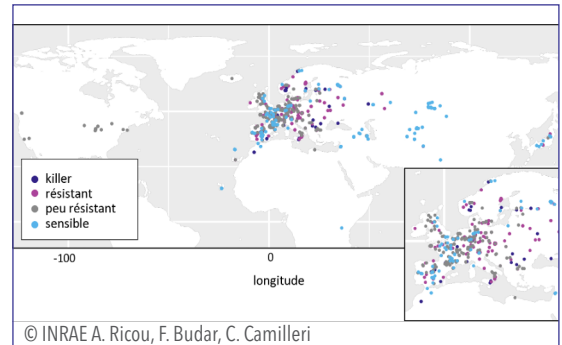 killer
résistant
peu résistant
sensible
-100
0
longitude
© INRAE A. Ricou, F. Budar, C. Camilleri